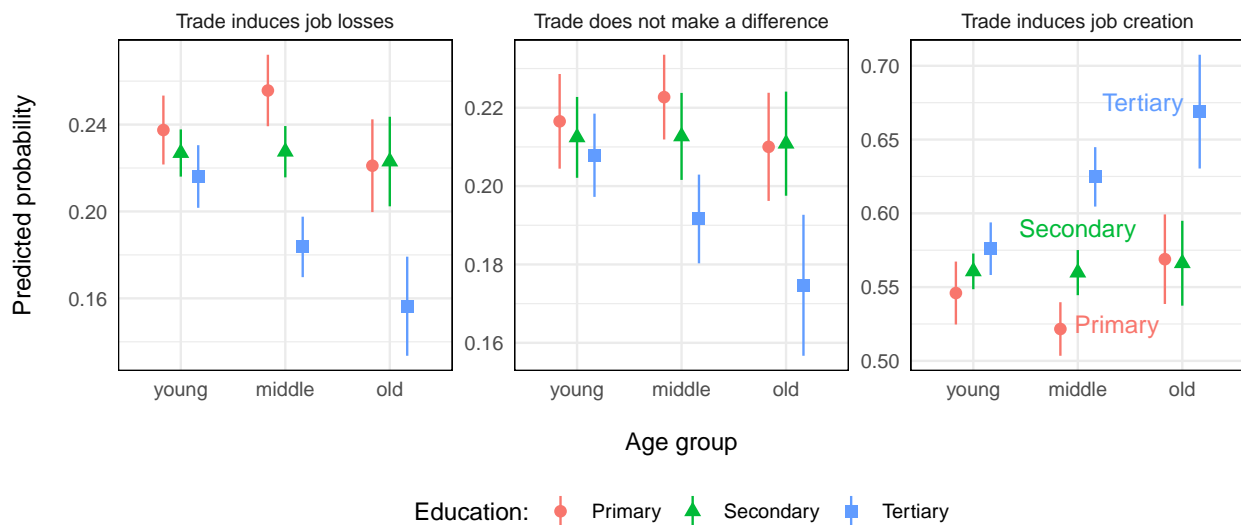 Trade induces job losses
Trade does not make a difference
Trade induces job creation
Predicted probability
0.24
0.20
0.16
0.22
0.20
0.18
0.16
0.70
0.65
0.60
0.55
0.50
Tertiary
Secondary
Primary
young middle old
young middle old
young middle old
Age group
Education: Primary Secondary Tertiary